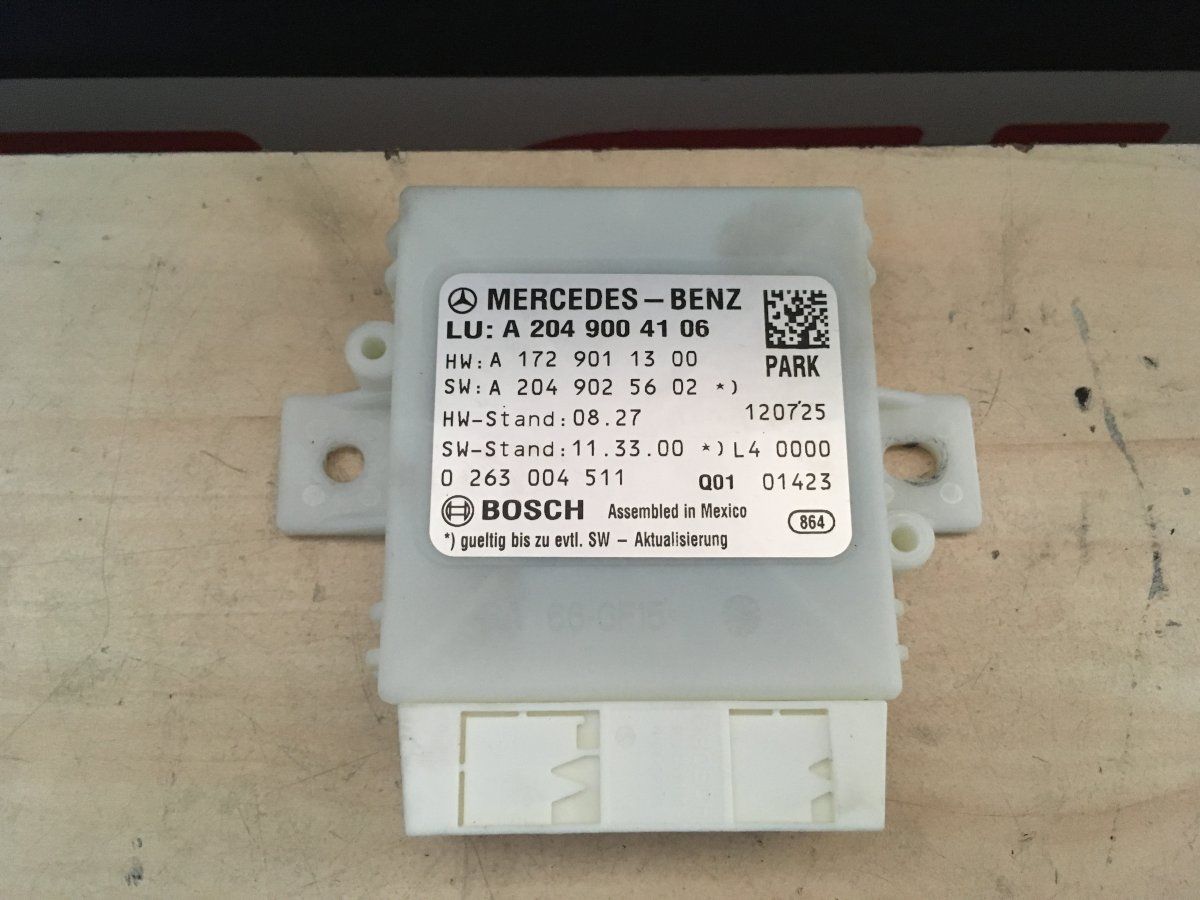 MERCEDES – BENZ
LU: A 204 900 41 06
PARK
HW: A 172 901 13 00
SW: A 204 902 56 02 *)
HW-Stand: 08.27 120725
SW-Stand: 11.33.00 *) L4 0000
0 263 004 511 Q01 01423
BOSCH Assembled in Mexico 864
*) gueltig bis zu evtl. SW – Aktualisierung